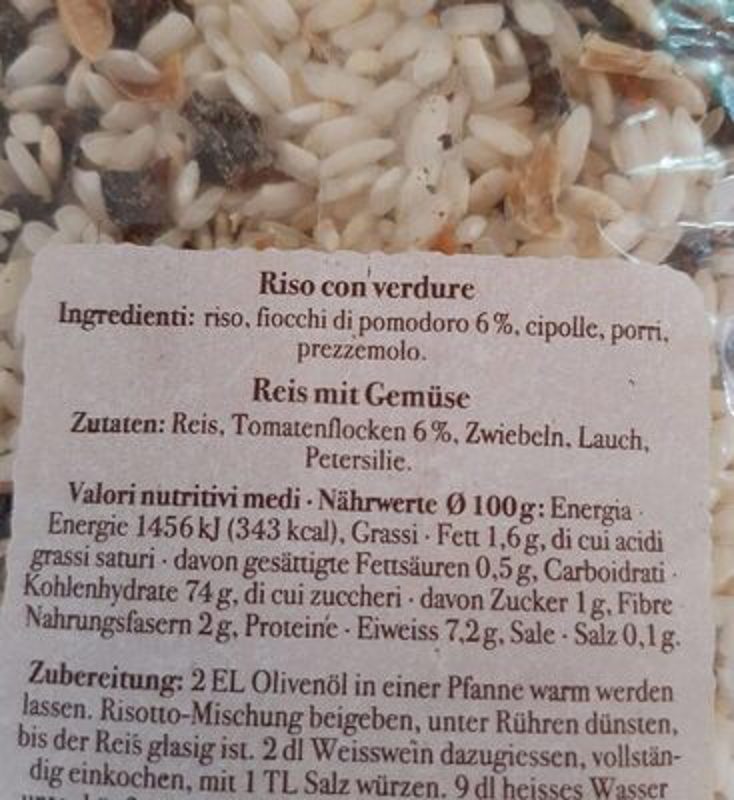 Riso con verdure
Ingredienti: riso, fiocchi di pomodoro 6%, cipolle, porri,
prezzemolo.
Reis mit Gemüse
Zutaten: Reis, Tomatenflocken 6%, Zwiebeln, Lauch,
Petersilie.
Valori nutritivi medi · Nährwerte Ø 100g: Energia ·
Energie 1456 kJ (343 kcal), Grassi · Fett 1,6g, di cui acidi
grassi saturi · davon gesättigte Fettsäuren 0,5g, Carboidrati ·
Kohlenhydrate 74g, di cui zuccheri · davon Zucker 1g, Fibre
Nahrungsfasern 2g, Proteine · Eiweiss 7,2g, Sale · Salz 0,1g.
Zubereitung: 2 EL Olivenöl in einer Pfanne warm werden
lassen. Risotto-Mischung beigeben, unter Rühren dünsten,
bis der Reis glasig ist. 2 dl Weisswein dazugiessen, vollstän-
dig einkochen, mit 1 TL Salz würzen. 9 dl heisses Wasser